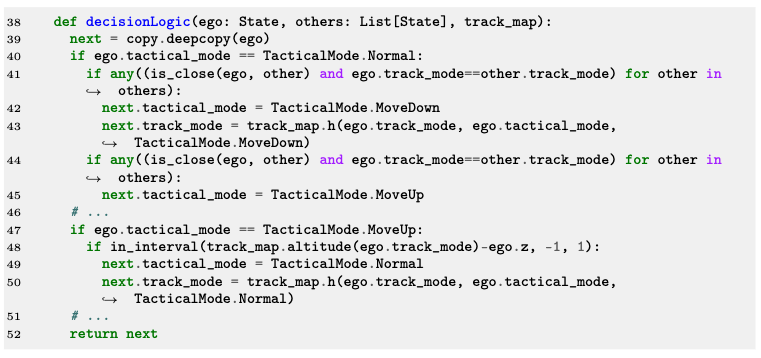 38 def decisionLogic(ego: State, others: List[State], track_map):
39 next = copy.deepcopy(ego)
40 if ego.tactical_mode == TacticalMode.Normal:
41 if any((is_close(ego, other) and ego.track_mode==other.track_mode) for other in
↪ others):
42 next.tactical_mode = TacticalMode.MoveDown
43 next.track_mode = track_map.h(ego.track_mode, ego.tactical_mode,
↪ TacticalMode.MoveDown)
44 if any((is_close(ego, other) and ego.track_mode==other.track_mode) for other in
↪ others):
45 next.tactical_mode = TacticalMode.MoveUp
46 # ...
47 if ego.tactical_mode == TacticalMode.MoveUp:
48 if in_interval(track_map.altitude(ego.track_mode)-ego.z, -1, 1):
49 next.tactical_mode = TacticalMode.Normal
50 next.track_mode = track_map.h(ego.track_mode, ego.tactical_mode,
↪ TacticalMode.Normal)
51 # ...
52 return next